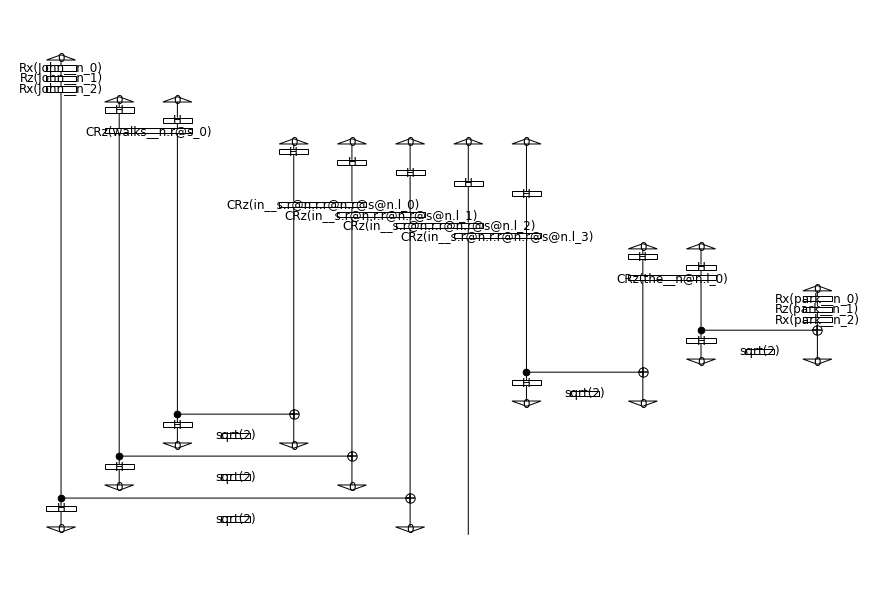 0
Rx(John__n_0)
Rz(John__n_1)
Rx(John__n_2)
0 0
H
H
CRz(walks__n.r@s_0)
0 0 0 0 0
H
H
H
H
H
CRz(in__s.r@n.r.r@n.r@s@n.l_0)
CRz(in__s.r@n.r.r@n.r@s@n.l_1)
CRz(in__s.r@n.r.r@n.r@s@n.l_2)
CRz(in__s.r@n.r.r@n.r@s@n.l_3)
0 0
H
H
CRz(the__n@n.l_0)
0
Rx(park__n_0)
Rz(park__n_1)
Rx(park__n_2)
H
sqrt(2)
0 0
H
sqrt(2)
0 0
H
sqrt(2)
0 0
H
sqrt(2)
0 0
H
sqrt(2)
0 0